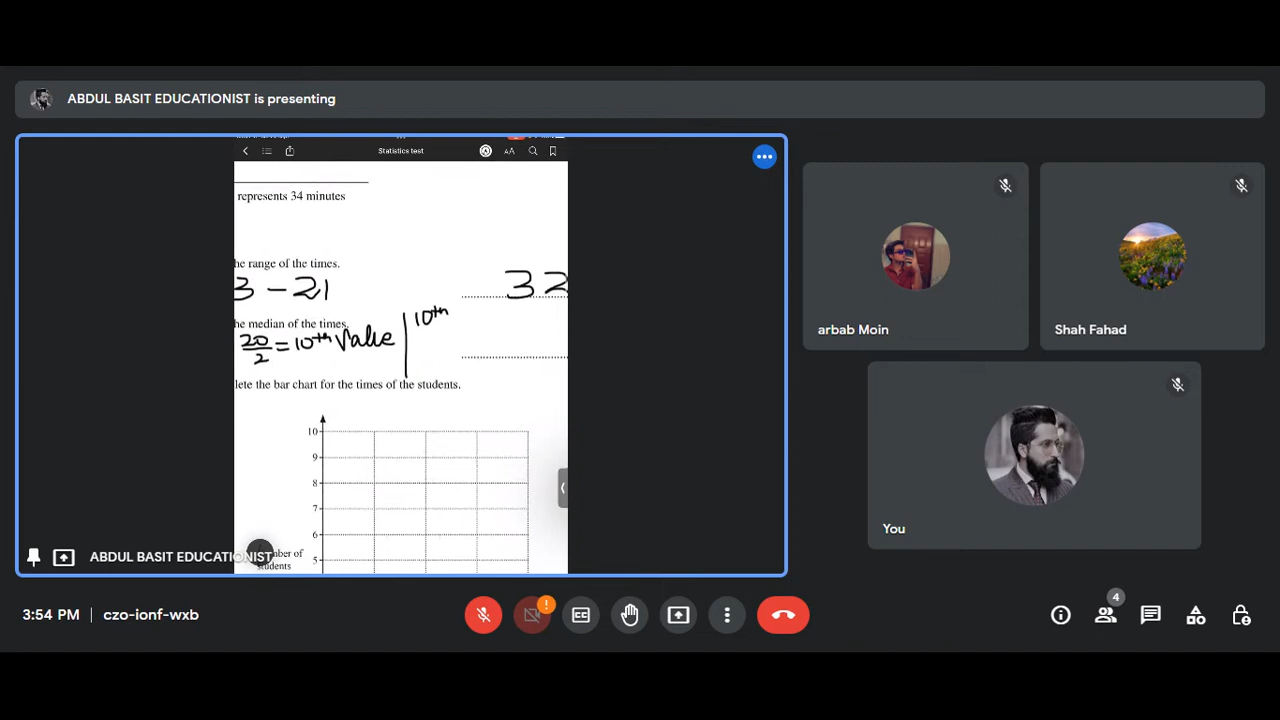 ABDUL BASIT EDUCATIONIST is presenting
Statistics test
AA
represents 34 minutes
he range of the times.
3 - 21
32
he median of the times.
20/2 = 10th Value
10th
lete the bar chart for the times of the students.
10
9
8
7
6
5
ber of
students
ABDUL BASIT EDUCATIONIST
arbab Moin
Shah Fahad
You
3:54 PM | czo-ionf-wxb
CC
4